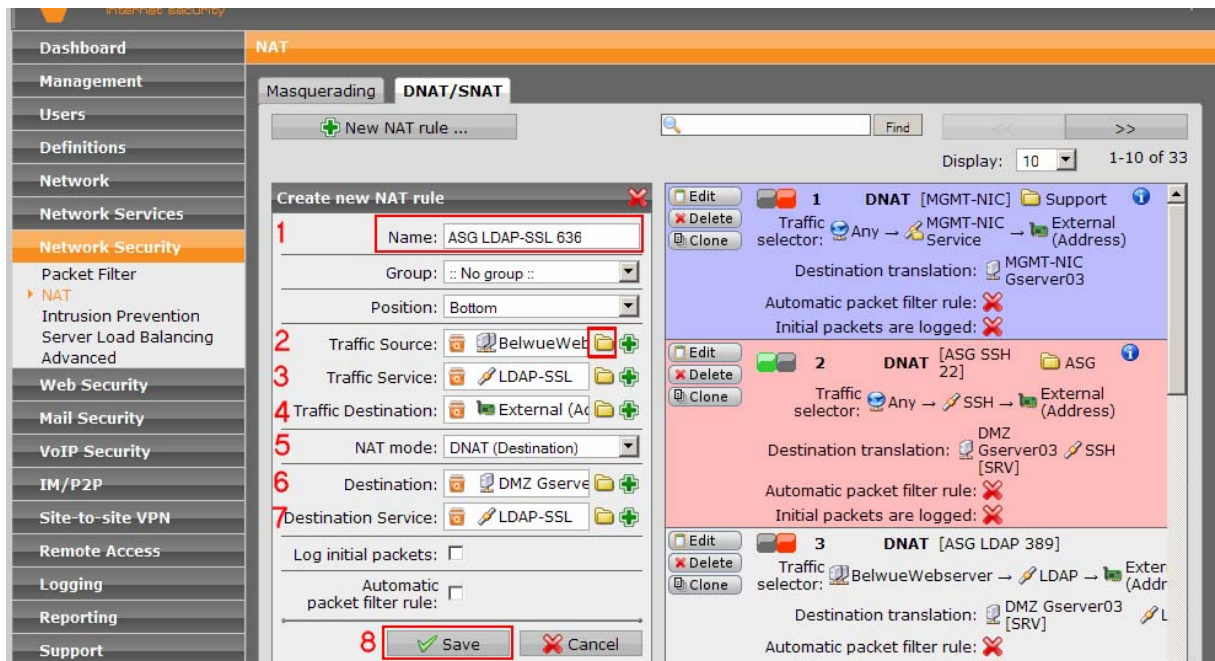 internet security
Dashboard
Management
Users
Definitions
Network
Network Services
Network Security
Packet Filter
NAT
Intrusion Prevention
Server Load Balancing
Advanced
Web Security
Mail Security
VoIP Security
IM/P2P
Site-to-site VPN
Remote Access
Logging
Reporting
Support
NAT
Masquerading DNAT/SNAT
New NAT rule ...
Find << >>
Display: 10 1-10 of 33
Create new NAT rule
1 Name: ASG LDAP-SSL 636
Group: :: No group ::
Position: Bottom
2 Traffic Source: BelwueWeb
3 Traffic Service: LDAP-SSL
4 Traffic Destination: External (Ad
5 NAT mode: DNAT (Destination)
6 Destination: DMZ Gserve
7 Destination Service: LDAP-SSL
Log initial packets:
Automatic
packet filter rule:
8 Save Cancel
Edit 1 DNAT [MGMT-NIC] Support
Delete
Clone
Traffic selector: Any → MGMT-NIC Service → External (Address)
Destination translation: MGMT-NIC Gserver03
Automatic packet filter rule:
Initial packets are logged:
Edit 2 DNAT [ASG SSH 22] ASG
Delete
Clone
Traffic selector: Any → SSH → External (Address)
Destination translation: DMZ Gserver03 [SRV] SSH
Automatic packet filter rule:
Initial packets are logged:
Edit 3 DNAT [ASG LDAP 389]
Delete
Clone
Traffic selector: BelwueWebserver → LDAP → Exter (Addr
Destination translation: DMZ Gserver03 [SRV] L
Automatic packet filter rule: